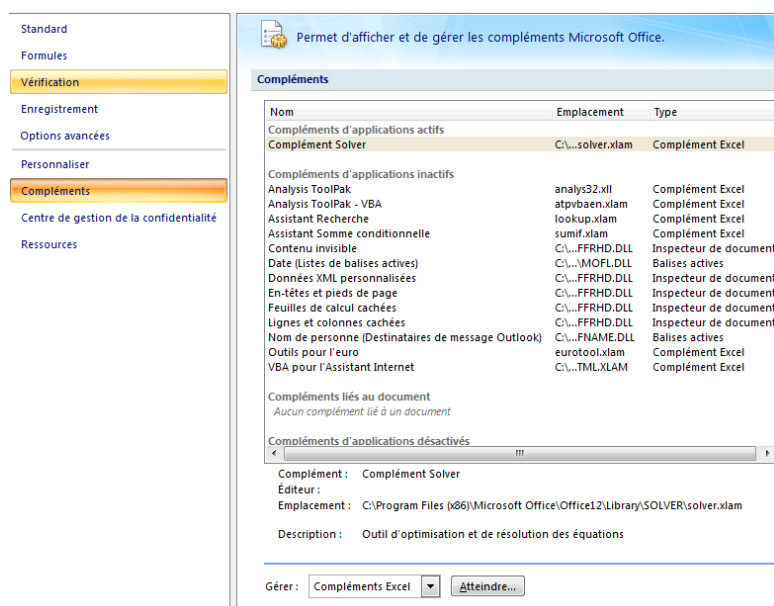 Standard
Formules
Vérification
Enregistrement
Options avancées
Personnaliser
Compléments
Centre de gestion de la confidentialité
Ressources
Permet d'afficher et de gérer les compléments Microsoft Office.
Compléments
Nom Emplacement Type
Compléments d'applications actifs
Complément Solver C:\...solver.xlam Complément Excel
Compléments d'applications inactifs
Analysis ToolPak analys32.xll Complément Excel
Analysis ToolPak - VBA atpvbaen.xlam Complément Excel
Assistant Recherche lookup.xlam Complément Excel
Assistant Somme conditionnelle sumif.xlam Complément Excel
Contenu invisible C:\...FFRHD.DLL Inspecteur de document
Date (Listes de balises actives) C:\...\MOFL.DLL Balises actives
Données XML personnalisées C:\...FFRHD.DLL Inspecteur de document
En-têtes et pieds de page C:\...FFRHD.DLL Inspecteur de document
Feuilles de calcul cachées C:\...FFRHD.DLL Inspecteur de document
Lignes et colonnes cachées C:\...FFRHD.DLL Inspecteur de document
Nom de personne (Destinataires de message Outlook) C:\...FNAME.DLL Balises actives
Outils pour l'euro eurotool.xlam Complément Excel
VBA pour l'Assistant Internet C:\...TML.XLAM Complément Excel
Compléments liés au document
Aucun complément lié à un document
Compléments d'applications désactivés
Complément : Complément Solver
Éditeur :
Emplacement : C:\Program Files (x86)\Microsoft Office\Office12\Library\SOLVER\solver.xlam
Description : Outil d'optimisation et de résolution des équations
Gérer : Compléments Excel Atteindre...